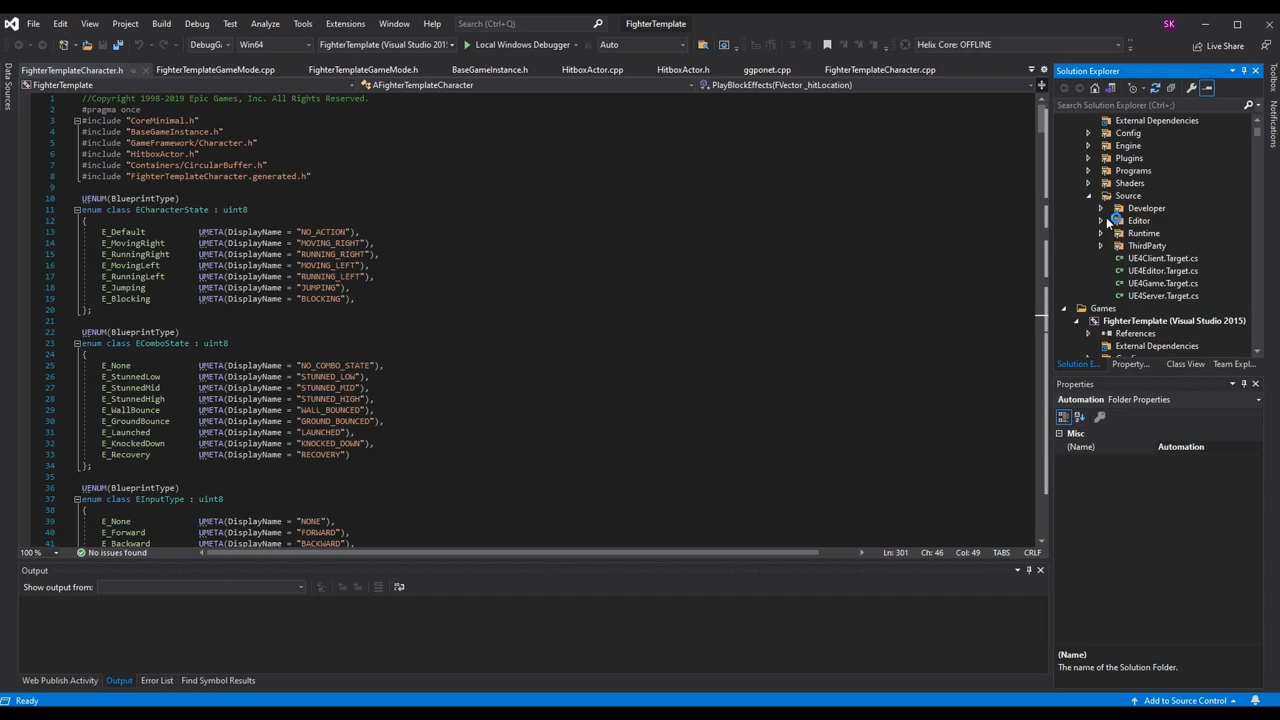 File Edit View Project Build Debug Test Analyze Tools Extensions Window Help Search (Ctrl+Q) FighterTemplate SK
DebugG Win64 FighterTemplate (Visual Studio 201 Local Windows Debugger Auto Helix Core: OFFLINE Live Share
FighterTemplateCharacter.h FighterTemplateGameMode.cpp FighterTemplateGameMode.h BaseGameInstance.h HitboxActor.cpp HitboxActor.h ggponet.cpp FighterTemplateCharacter.cpp
FighterTemplate AFighterTemplateCharacter PlayBlockEffects(FVector _hitLocation)
Data Sources
1 //Copyright 1998-2019 Epic Games, Inc. All Rights Reserved.
2 #pragma once
3 #include "CoreMinimal.h"
4 #include "BaseGameInstance.h"
5 #include "GameFramework/Character.h"
6 #include "HitboxActor.h"
7 #include "Containers/CircularBuffer.h"
8 #include "FighterTemplateCharacter.generated.h"
9
10 UENUM(BlueprintType)
11 enum class ECharacterState : uint8
12 {
13 E_Default UMETA(DisplayName = "NO_ACTION"),
14 E_MovingRight UMETA(DisplayName = "MOVING_RIGHT"),
15 E_RunningRight UMETA(DisplayName = "RUNNING_RIGHT"),
16 E_MovingLeft UMETA(DisplayName = "MOVING_LEFT"),
17 E_RunningLeft UMETA(DisplayName = "RUNNING_LEFT"),
18 E_Jumping UMETA(DisplayName = "JUMPING"),
19 E_Blocking UMETA(DisplayName = "BLOCKING"),
20 };
21
22 UENUM(BlueprintType)
23 enum class EComboState : uint8
24 {
25 E_None UMETA(DisplayName = "NO_COMBO_STATE"),
26 E_StunnedLow UMETA(DisplayName = "STUNNED_LOW"),
27 E_StunnedMid UMETA(DisplayName = "STUNNED_MID"),
28 E_StunnedHigh UMETA(DisplayName = "STUNNED_HIGH"),
29 E_WallBounce UMETA(DisplayName = "WALL_BOUNCED"),
30 E_GroundBounce UMETA(DisplayName = "GROUND_BOUNCED"),
31 E_Launched UMETA(DisplayName = "LAUNCHED"),
32 E_KnockedDown UMETA(DisplayName = "KNOCKED_DOWN"),
33 E_Recovery UMETA(DisplayName = "RECOVERY")
34 };
35
36 UENUM(BlueprintType)
37 enum class EInputType : uint8
38 {
39 E_None UMETA(DisplayName = "NONE"),
40 E_Forward UMETA(DisplayName = "FORWARD"),
41 E_Backward UMETA(DisplayName = "BACKWARD"),
100 % No issues found Ln: 301 Ch: 46 Col: 49 TABS CRLF
Output
Show output from:
Web Publish Activity Output Error List Find Symbol Results
Solution Explorer
Search Solution Explorer (Ctrl+;)
External Dependencies
Config
Engine
Plugins
Programs
Shaders
Source
Developer
Editor
Runtime
ThirdParty
UE4Client.Target.cs
UE4Editor.Target.cs
UE4Game.Target.cs
UE4Server.Target.cs
Games
FighterTemplate (Visual Studio 2015)
References
External Dependencies
Solution E... Property... Class View Team Expl...
Properties
Automation Folder Properties
Misc
(Name) Automation
(Name)
The name of the Solution Folder.
Toolbox
Notifications
Ready Add to Source Control